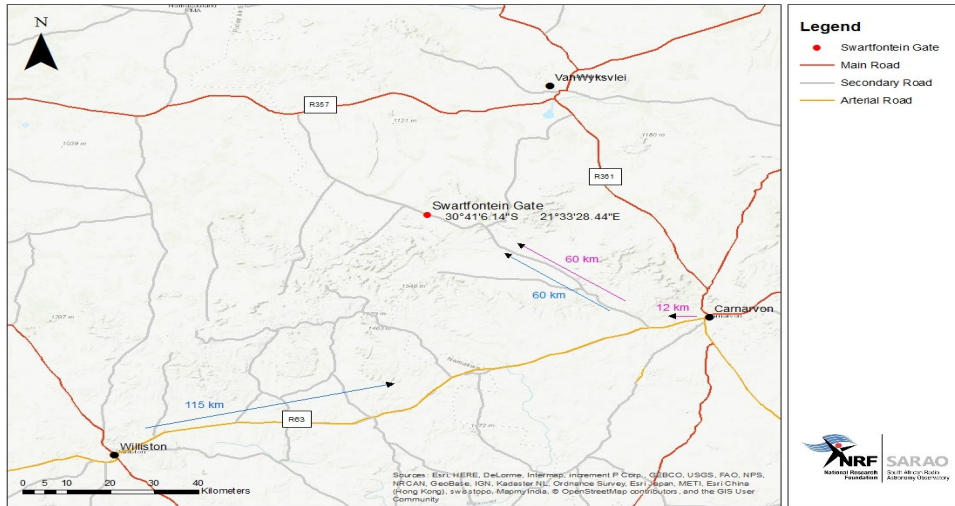 N
VanWyksvlei
R357
1121 m
1180 m
1039 m
R361
Swartfontein Gate
30°41'6.14"S 21°33'28.44"E
60 km
60 km
12 km
Carnarvon
115 km
R63
Williston
0 5 10 20 30 40
Kilometers
Sources: Esri, HERE, DeLorme, Intermap, increment P Corp., GEBCO, USGS, FAO, NPS,
NRCAN, GeoBase, IGN, Kadaster NL, Ordnance Survey, Esri Japan, METI, Esri China
(Hong Kong), swisstopo, MapmyIndia, © OpenStreetMap contributors, and the GIS User
Community
Legend
Swartfontein Gate
Main Road
Secondary Road
Arterial Road
NRF
National Research
Foundation
SARAO
South African Radio
Astronomy Observatory